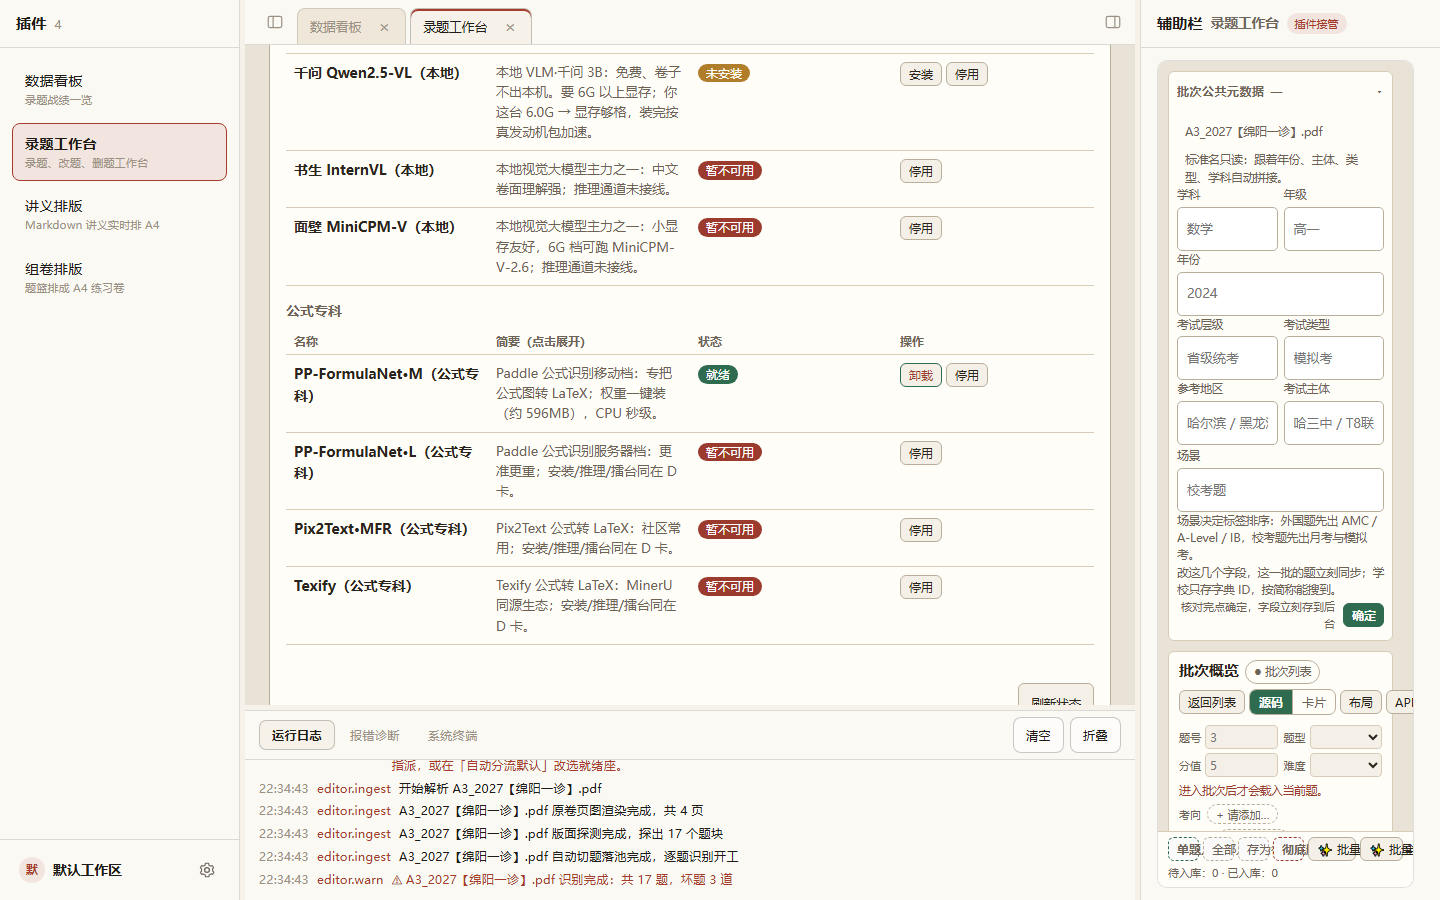 插件 4
数据看板
录题战绩一览
录题工作台
录题、改题、删题工作台
讲义排版
Markdown 讲义实时排 A4
组卷排版
题篮排成 A4 练习卷
默 默认工作区
数据看板 ×
录题工作台 ×
千问 Qwen2.5-VL（本地）
本地 VLM·千问 3B：免费、卷子
不出本机。要 6G 以上显存；你
这台 6.0G → 显存够格，装完按
真发动机包加速。
未安装
安装 停用
书生 InternVL（本地）
本地视觉大模型主力之一：中文
卷面理解强；推理通道未接线。
暂不可用
停用
面壁 MiniCPM-V（本地）
本地视觉大模型主力之一：小显
存友好，6G 档可跑 MiniCPM-
V-2.6；推理通道未接线。
暂不可用
停用
公式专科
名称 简要（点击展开） 状态 操作
PP-FormulaNet·M（公式专
科）
Paddle 公式识别移动档：专把
公式图转 LaTeX；权重一键装
（约 596MB），CPU 秒级。
就绪
卸载 停用
PP-FormulaNet·L（公式专
科）
Paddle 公式识别服务器档：更
准更重；安装/推理/擂台同在 D
卡。
暂不可用
停用
Pix2Text·MFR（公式专科）
Pix2Text 公式转 LaTeX：社区常
用；安装/推理/擂台同在 D 卡。
暂不可用
停用
Texify（公式专科）
Texify 公式转 LaTeX：MinerU
同源生态；安装/推理/擂台同在
D 卡。
暂不可用
停用
刷新状态
运行日志 报错诊断 系统终端
清空 折叠
指派，或在「自动分流默认」改选就绪座。
22:34:43 editor.ingest 开始解析 A3_2027【绵阳一诊】.pdf
22:34:43 editor.ingest A3_2027【绵阳一诊】.pdf 原卷页图渲染完成，共 4 页
22:34:43 editor.ingest A3_2027【绵阳一诊】.pdf 版面探测完成，探出 17 个题块
22:34:43 editor.ingest A3_2027【绵阳一诊】.pdf 自动切题落池完成，逐题识别开工
22:34:43 editor.warn ⚠ A3_2027【绵阳一诊】.pdf 识别完成：共 17 题，坏题 3 道
辅助栏 录题工作台 插件接管
批次公共元数据 —
A3_2027【绵阳一诊】.pdf
标准名只读：跟着年份、主体、类
型、学科自动拼接。
学科 年级
数学 高一
年份
2024
考试层级 考试类型
省级统考 模拟考
参考地区 考试主体
哈尔滨 / 黑龙 哈三中 / T8联
场景
校考题
场景决定标签排序：外国题先出 AMC /
A-Level / IB，校考题先出月考与模拟
考。
改这几个字段，这一批的题立刻同步；学
校只存字典 ID，按简称能搜到。
核对完点确定，字段立刻存到后
台
确定
批次概览 ● 批次列表
返回列表 源码 卡片 布局 API
题号 3 题型
分值 5 难度
进入批次后才会载入当前题。
考向 + 请添加...
单题 全部 存为 彻底 ✨ 批量 ✨ 批量
待入库：0 · 已入库：0